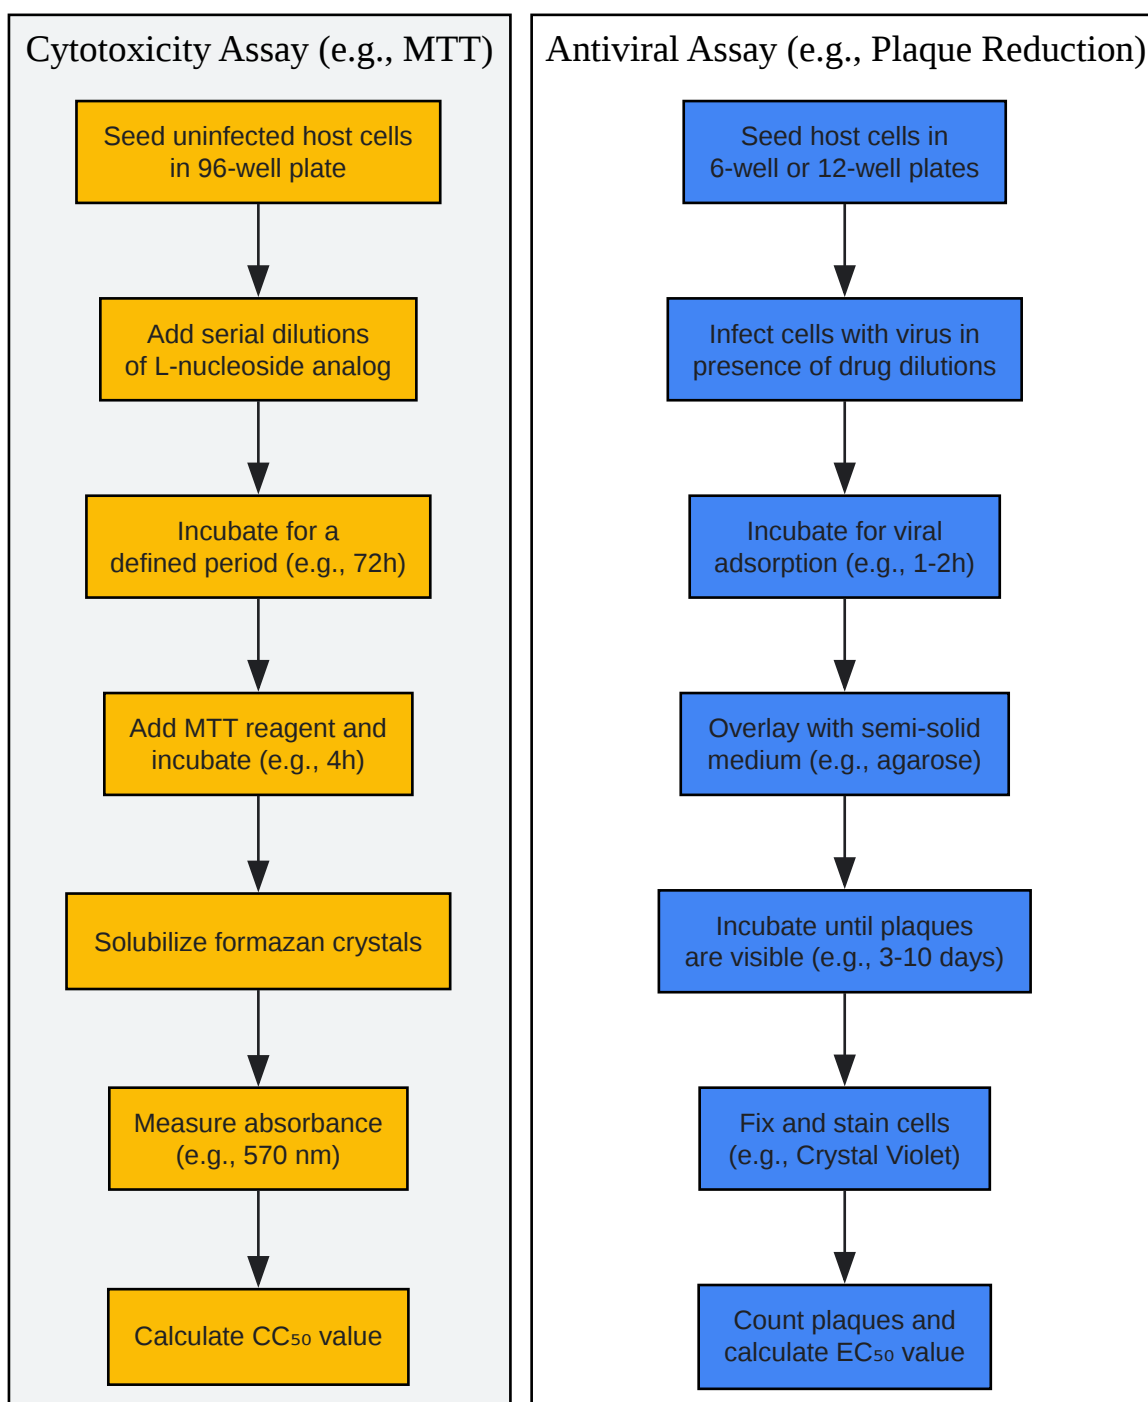 Cytotoxicity Assay (e.g., MTT)
Seed uninfected host cells
in 96-well plate
Add serial dilutions
of L-nucleoside analog
Incubate for a
defined period (e.g., 72h)
Add MTT reagent and
incubate (e.g., 4h)
Solubilize formazan crystals
Measure absorbance
(e.g., 570 nm)
Calculate CC₅₀ value
Antiviral Assay (e.g., Plaque Reduction)
Seed host cells in
6-well or 12-well plates
Infect cells with virus in
presence of drug dilutions
Incubate for viral
adsorption (e.g., 1-2h)
Overlay with semi-solid
medium (e.g., agarose)
Incubate until plaques
are visible (e.g., 3-10 days)
Fix and stain cells
(e.g., Crystal Violet)
Count plaques and
calculate EC₅₀ value